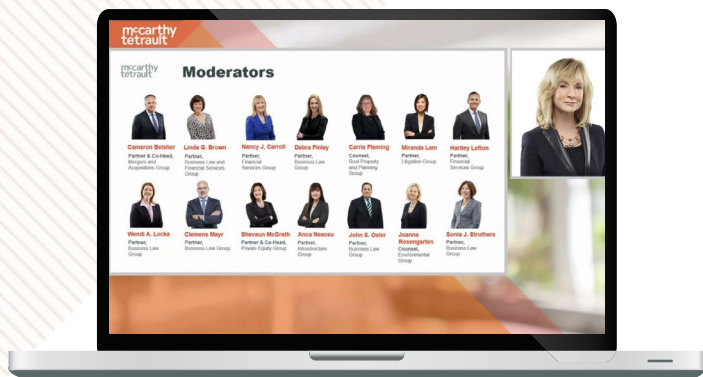 mccarthy
tetrault
mccarthy
tetrault
Moderators
Cameron Belsher
Partner & Co-Head,
Mergers and
Acquisitions Group
Linda G. Brown
Partner,
Business Law and
Financial Services
Group
Nancy J. Carroll
Partner,
Financial
Services Group
Debra Finlay
Partner,
Business Law
Group
Carrie Fleming
Counsel,
Real Property
and Planning
Group
Miranda Lam
Partner,
Litigation Group
Hartley Lefton
Partner,
Financial
Services Group
Wendi A. Locke
Partner,
Business Law
Group
Clemens Mayr
Partner,
Business Law Group
Shevaun McGrath
Partner & Co-Head,
Private Equity Group
Anca Neacsu
Partner,
Infrastructure
Group
John S. Osler
Partner,
Business Law
Group
Joanna
Rosengarten
Counsel,
Environmental
Group
Sonia J. Struthers
Partner,
Business Law
Group